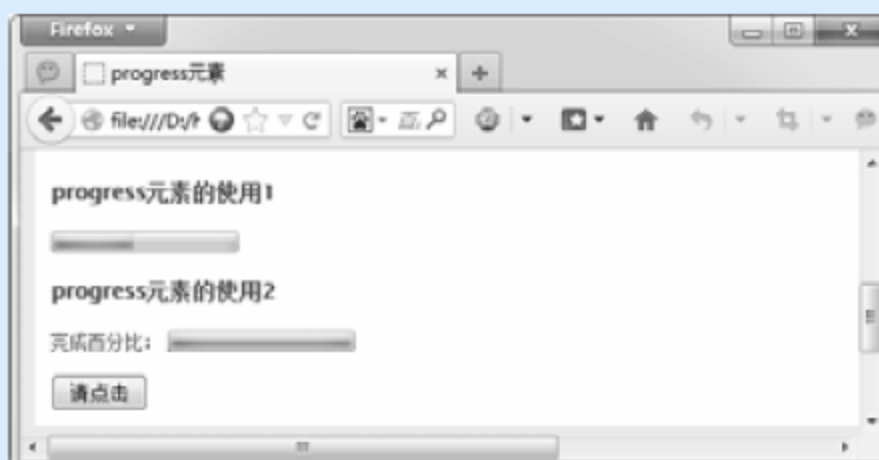 Firefox
progress元素
file:///D:/
progress元素的使用1
progress元素的使用2
完成百分比：
请点击